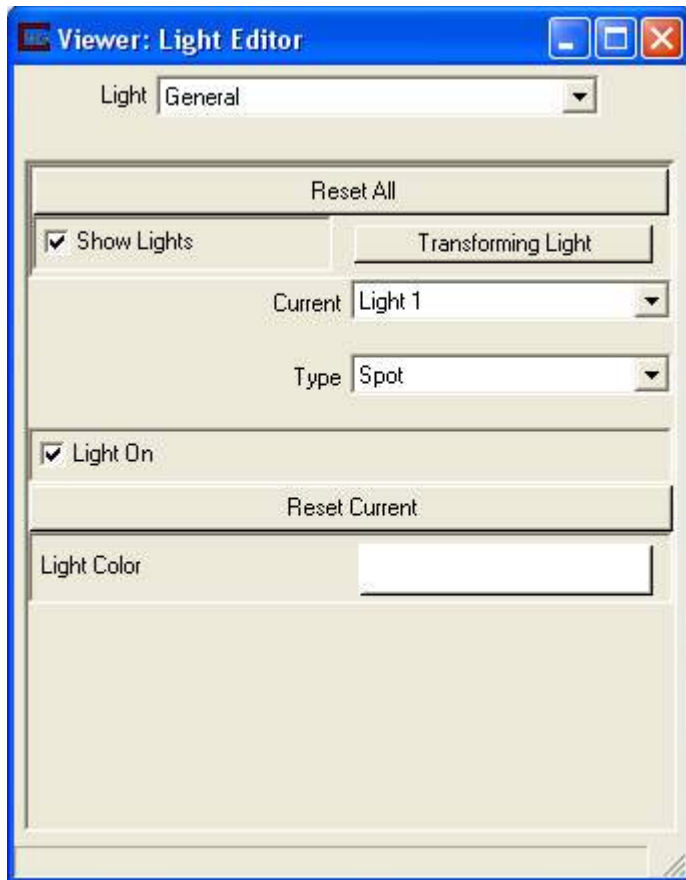 Viewer: Light Editor
Light General
Reset All
Show Lights Transforming Light
Current Light 1
Type Spot
Light On
Reset Current
Light Color